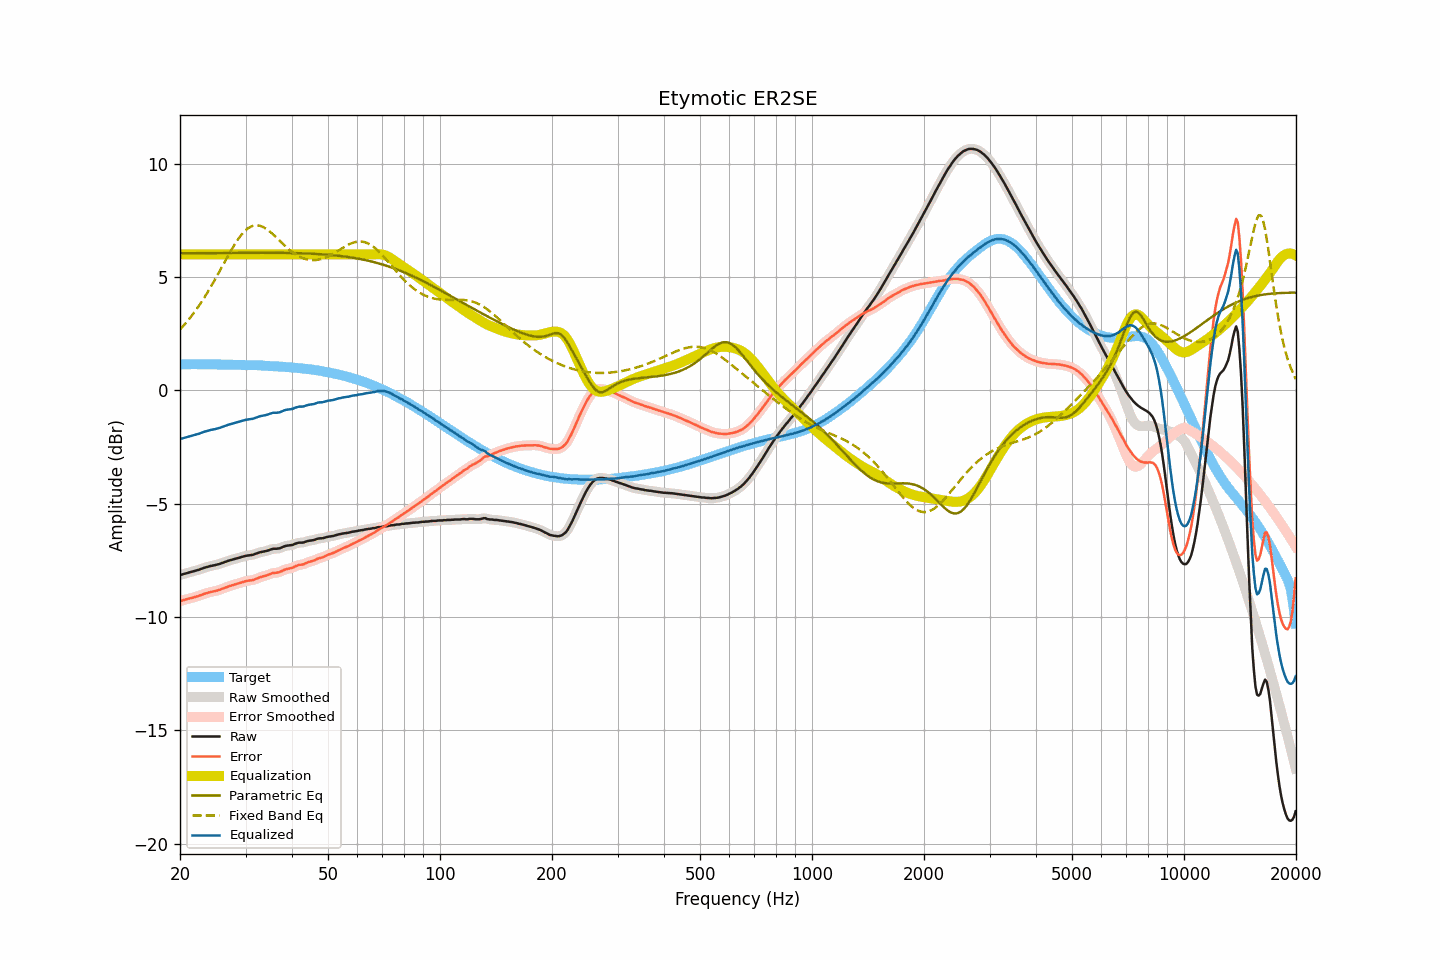 Etymotic ER2SE
10
5
0
−5
−10
−15
−20
Amplitude (dBr)
Target
Raw Smoothed
Error Smoothed
Raw
Error
Equalization
Parametric Eq
Fixed Band Eq
Equalized
20 50 100 200 500 1000 2000 5000 10000 20000
Frequency (Hz)